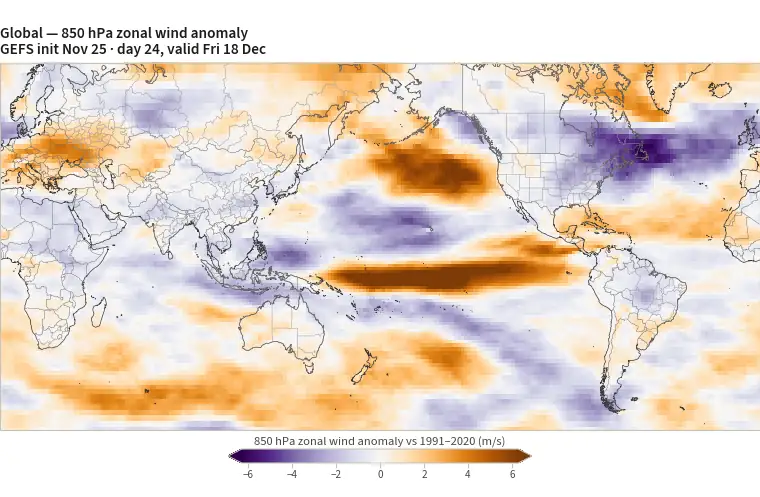 Global — 850 hPa zonal wind anomaly
GEFS init Nov 25 · day 24, valid Fri 18 Dec
850 hPa zonal wind anomaly vs 1991–2020 (m/s)
−6 −4 −2 0 2 4 6